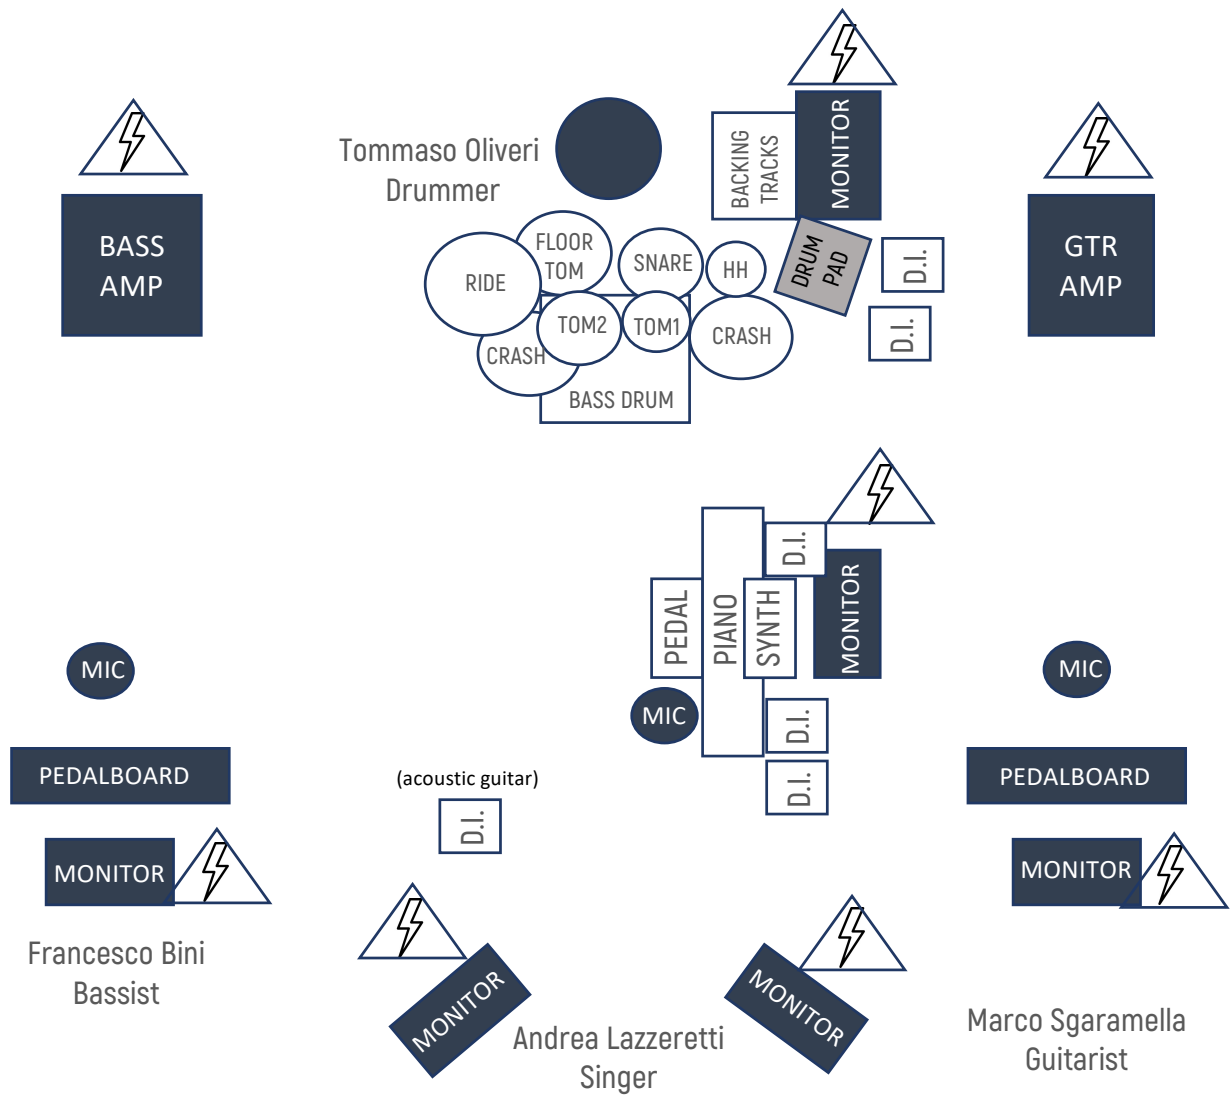 Tommaso Oliveri
Drummer
BACKING
TRACKS
MONITOR
BASS
AMP
GTR
AMP
FLOOR
TOM
RIDE
SNARE
HH
DRUM
PAD
D.I.
D.I.
TOM2
TOM1
CRASH
CRASH
BASS DRUM
D.I.
PEDAL
PIANO
SYNTH
MONITOR
MIC
MIC
MIC
D.I.
D.I.
PEDALBOARD
(acoustic guitar)
D.I.
PEDALBOARD
MONITOR
MONITOR
Francesco Bini
Bassist
MONITOR
MONITOR
Andrea Lazzeretti
Singer
Marco Sgaramella
Guitarist